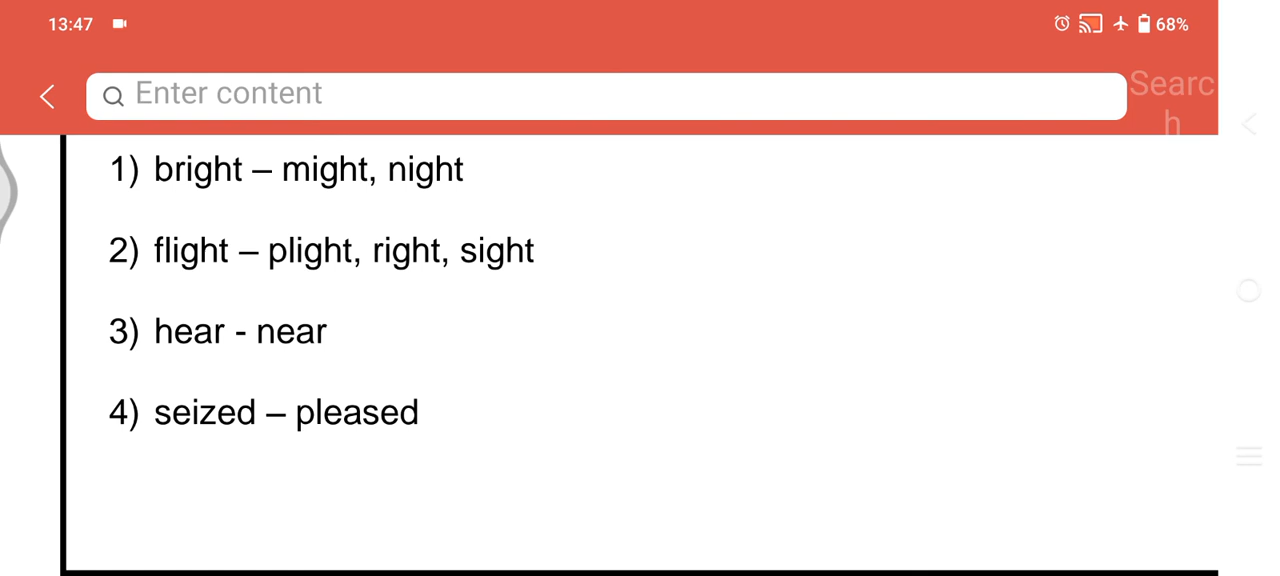 13:47 68%
Enter content
Searc
h
1) bright – might, night
2) flight – plight, right, sight
3) hear - near
4) seized – pleased